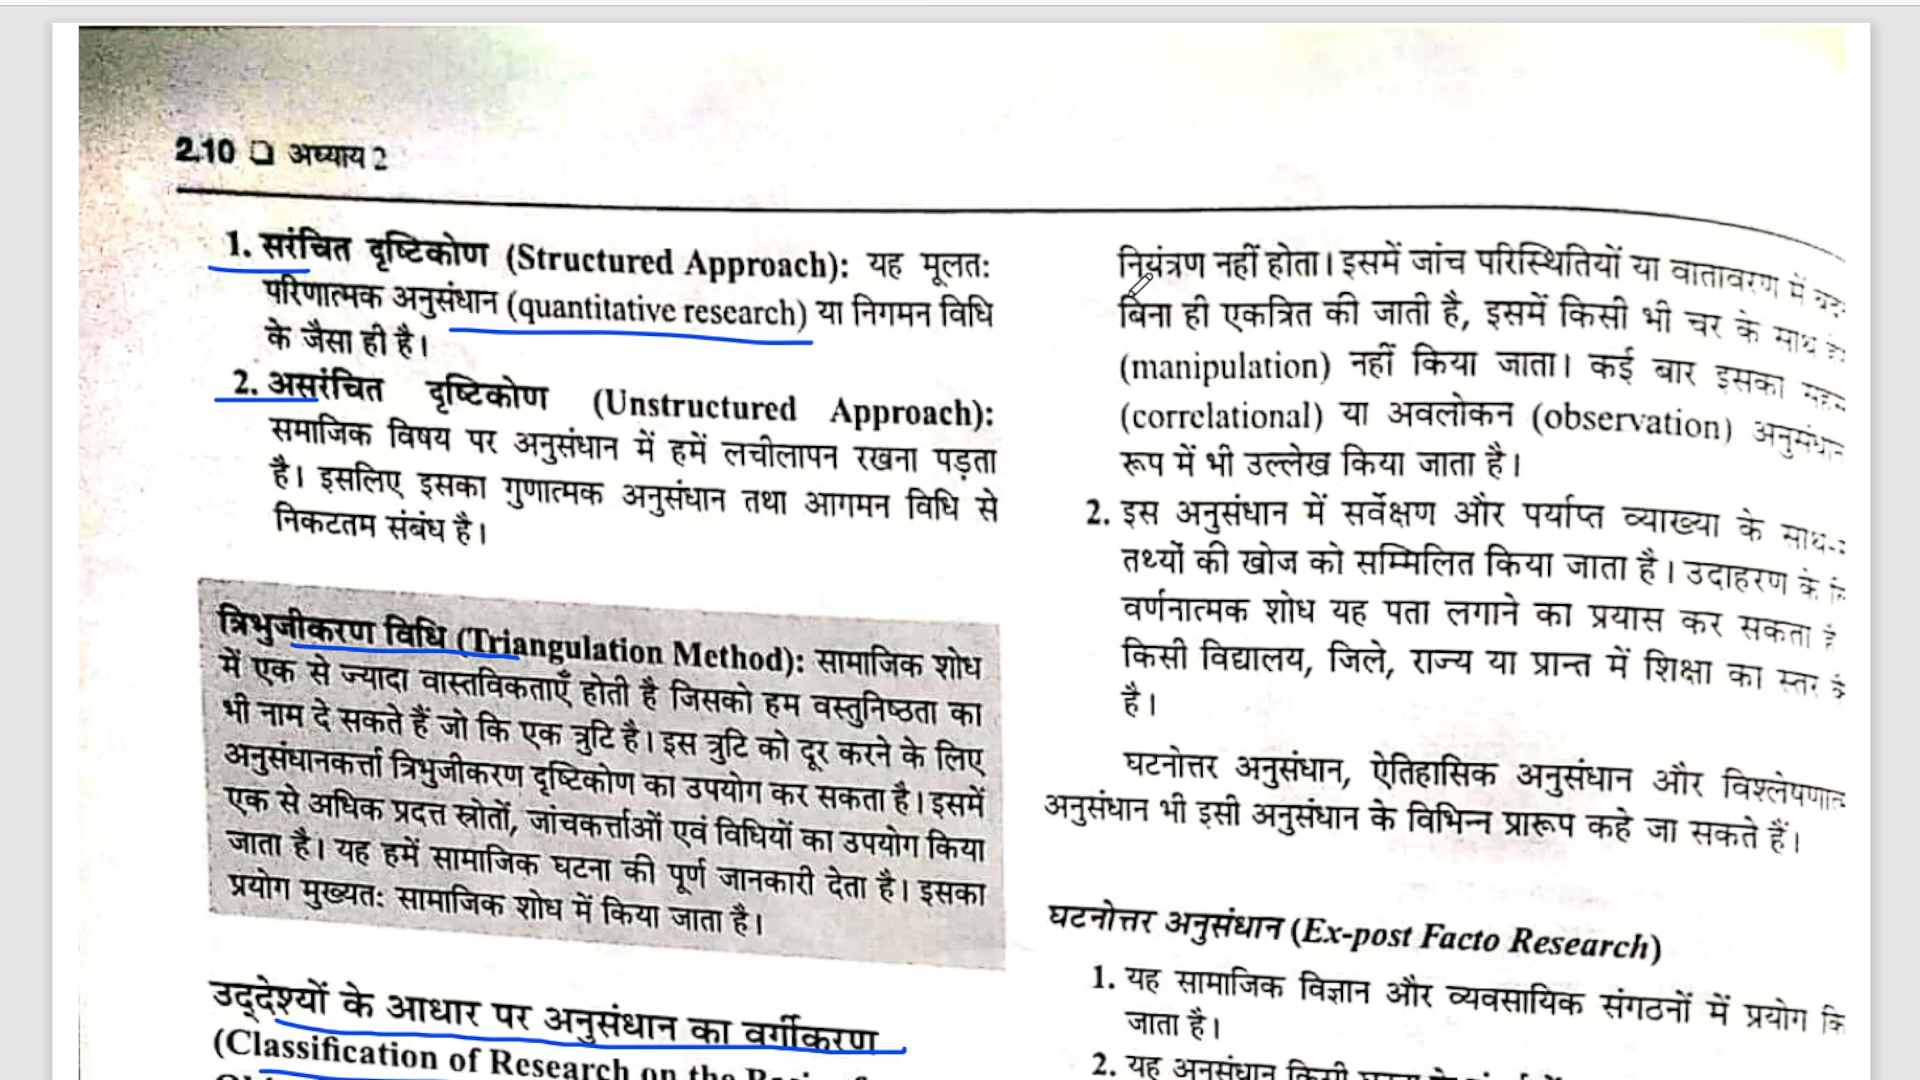 2.10 ❑ अध्याय 2
1. सरंचित दृष्टिकोण (Structured Approach): यह मूलत:
परिणात्मक अनुसंधान (quantitative research) या निगमन विधि
के जैसा ही है।
2. असरंचित दृष्टिकोण (Unstructured Approach):
समाजिक विषय पर अनुसंधान में हमें लचीलापन रखना पड़ता
है। इसलिए इसका गुणात्मक अनुसंधान तथा आगमन विधि से
निकटतम संबंध है।
त्रिभुजीकरण विधि (Triangulation Method): सामाजिक शोध
में एक से ज्यादा वास्तविकताएँ होती है जिसको हम वस्तुनिष्ठता का
भी नाम दे सकते हैं जो कि एक त्रुटि है। इस त्रुटि को दूर करने के लिए
अनुसंधानकर्त्ता त्रिभुजीकरण दृष्टिकोण का उपयोग कर सकता है। इसमें
एक से अधिक प्रदत्त स्रोतों, जांचकर्त्ताओं एवं विधियों का उपयोग किया
जाता है। यह हमें सामाजिक घटना की पूर्ण जानकारी देता है। इसका
प्रयोग मुख्यत: सामाजिक शोध में किया जाता है।
उद्देश्यों के आधार पर अनुसंधान का वर्गीकरण
(Classification of Research on the
नियंत्रण नहीं होता। इसमें जांच परिस्थितियों या वातावरण में
बिना ही एकत्रित की जाती है, इसमें किसी भी चर के साथ
(manipulation) नहीं किया जाता। कई बार इसका
(correlational) या अवलोकन (observation) अनुसंधान
रूप में भी उल्लेख किया जाता है।
2. इस अनुसंधान में सर्वेक्षण और पर्याप्त व्याख्या के साथ-
तथ्यों की खोज को सम्मिलित किया जाता है। उदाहरण के
वर्णनात्मक शोध यह पता लगाने का प्रयास कर सकता
किसी विद्यालय, जिले, राज्य या प्रान्त में शिक्षा का स्तर
है।
घटनोत्तर अनुसंधान, ऐतिहासिक अनुसंधान और
अनुसंधान भी इसी अनुसंधान के विभिन्न प्रारूप कहे जा सकते हैं।
घटनोत्तर अनुसंधान (Ex-post Facto Research)
1. यह सामाजिक विज्ञान और व्यवसायिक संगठनों में प्रयोग
जाता है।
2. यह अनुसंधान किसी